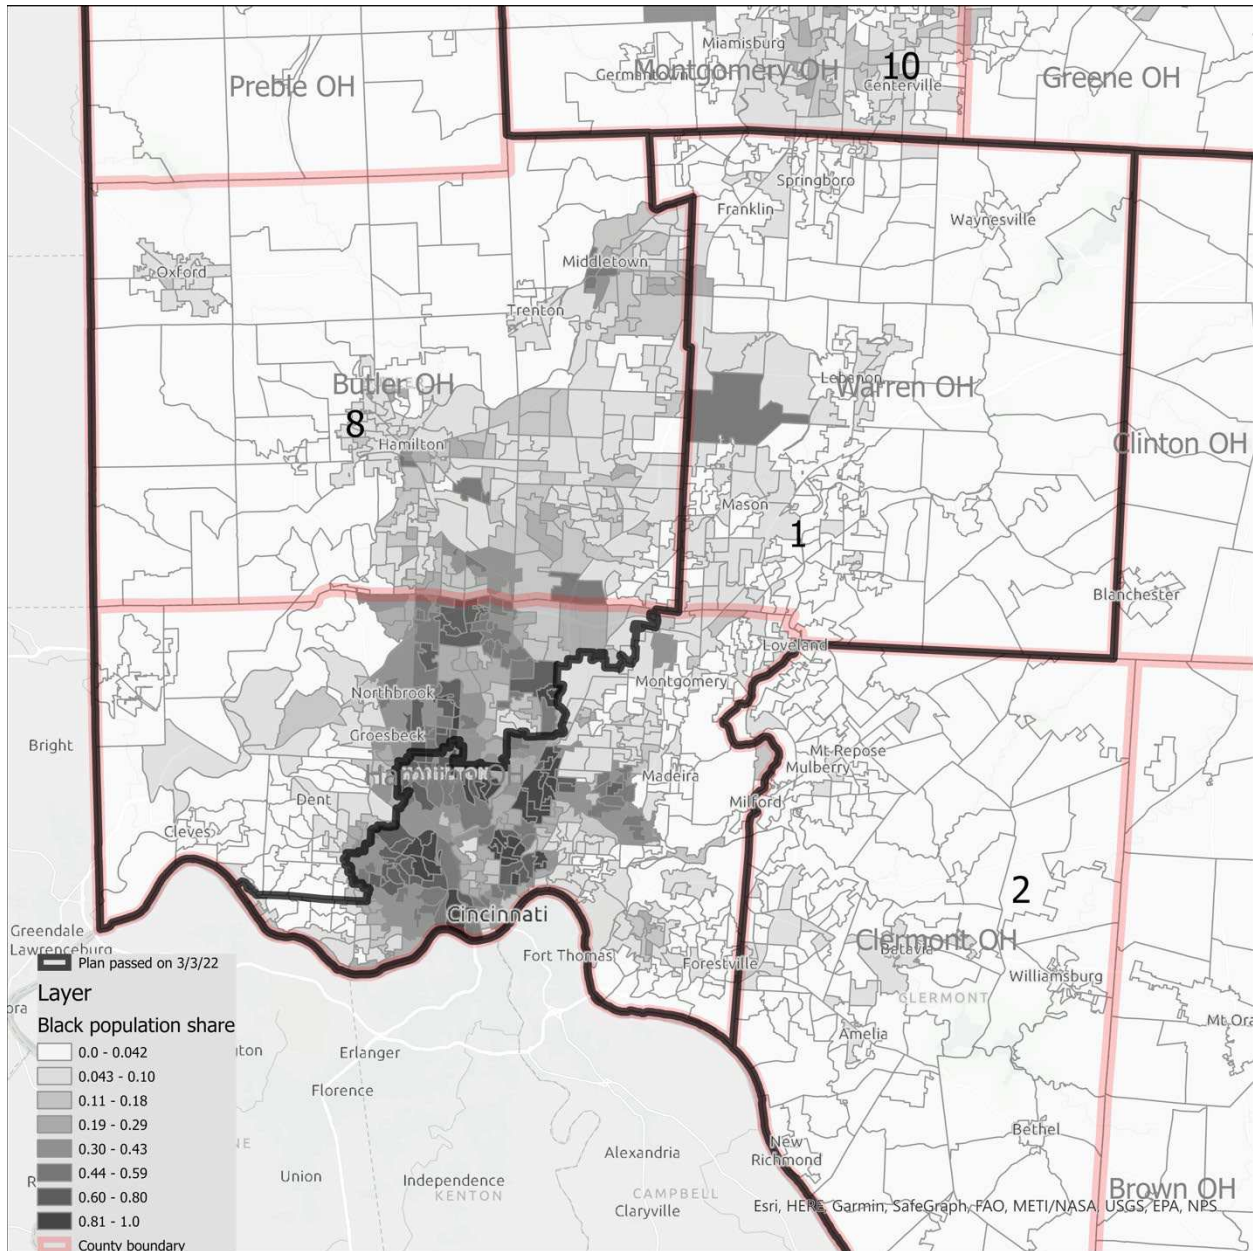 Miamisburg
Montgomery OH
10
Germantown
Centerville
Preble OH
Greene OH
Springboro
Franklin
Waynesville
Oxford
Middletown
Trenton
Butler OH
Lebanon
Warren OH
8
Hamilton
Clinton OH
Mason
1
Blanchester
Loveland
Northbrook
Montgomery
Groesbeck
Bright
Mt Repose
Mulberry
Madeira
Dent
Milford
Cleves
2
Cincinnati
Greendale
Lawrenceburg
Fort Thomas
Forestville
Clermont OH
Batavia
Williamsburg
CLERMONT
Plan passed on 3/3/22
Layer
Black population share
0.0 - 0.042
0.043 - 0.10
0.11 - 0.18
0.19 - 0.29
0.30 - 0.43
0.44 - 0.59
0.60 - 0.80
0.81 - 1.0
County boundary
Mt Ora
Amelia
Erlanger
Florence
Bethel
New
Richmond
Alexandria
Union
Independence
KENTON
CAMPBELL
Claryville
Brown OH
Esri, HERE, Garmin, SafeGraph, FAO, METI/NASA, USGS, EPA, NPS